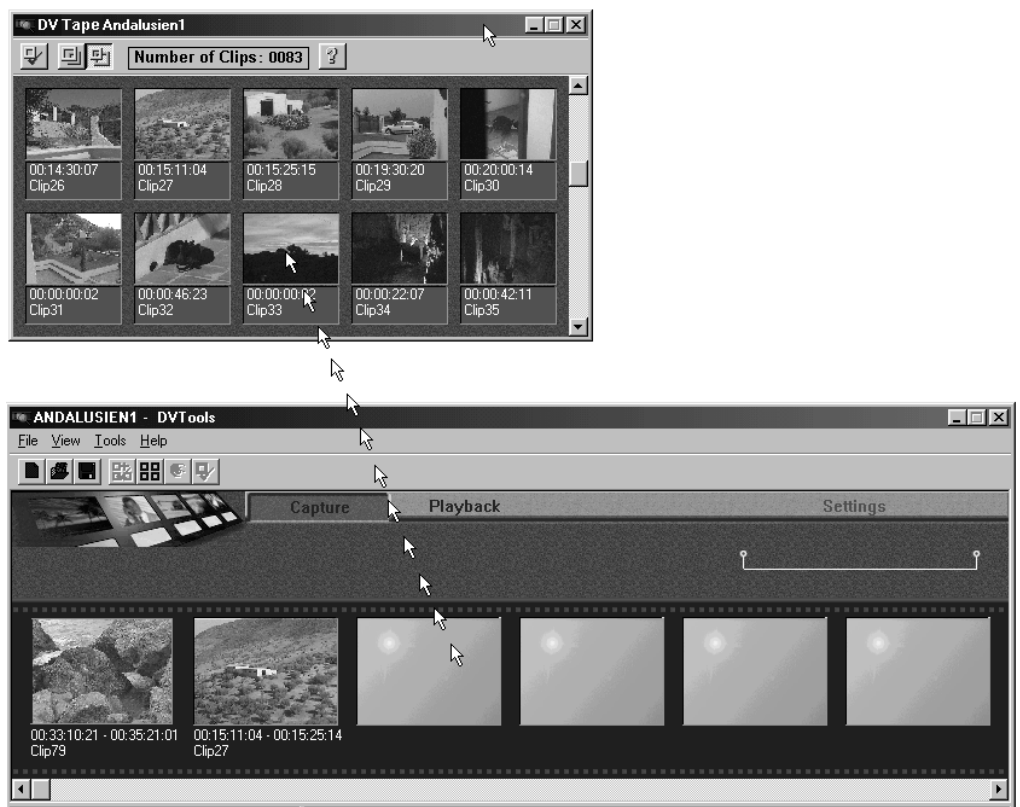 DV Tape Andalusien1
Number of Clips: 0083
00:14:30:07 00:15:11:04 00:15:25:15 00:19:30:20 00:20:00:14
Clip26 Clip27 Clip28 Clip29 Clip30
00:00:00:02 00:00:46:23 00:00:00:02 00:00:22:07 00:00:42:11
Clip31 Clip32 Clip33 Clip34 Clip35
ANDALUSIEN1 - DVTools
File View Tools Help
Capture Playback Settings
00:33:10:21 - 00:35:21:01 00:15:11:04 - 00:15:25:14
Clip79 Clip27